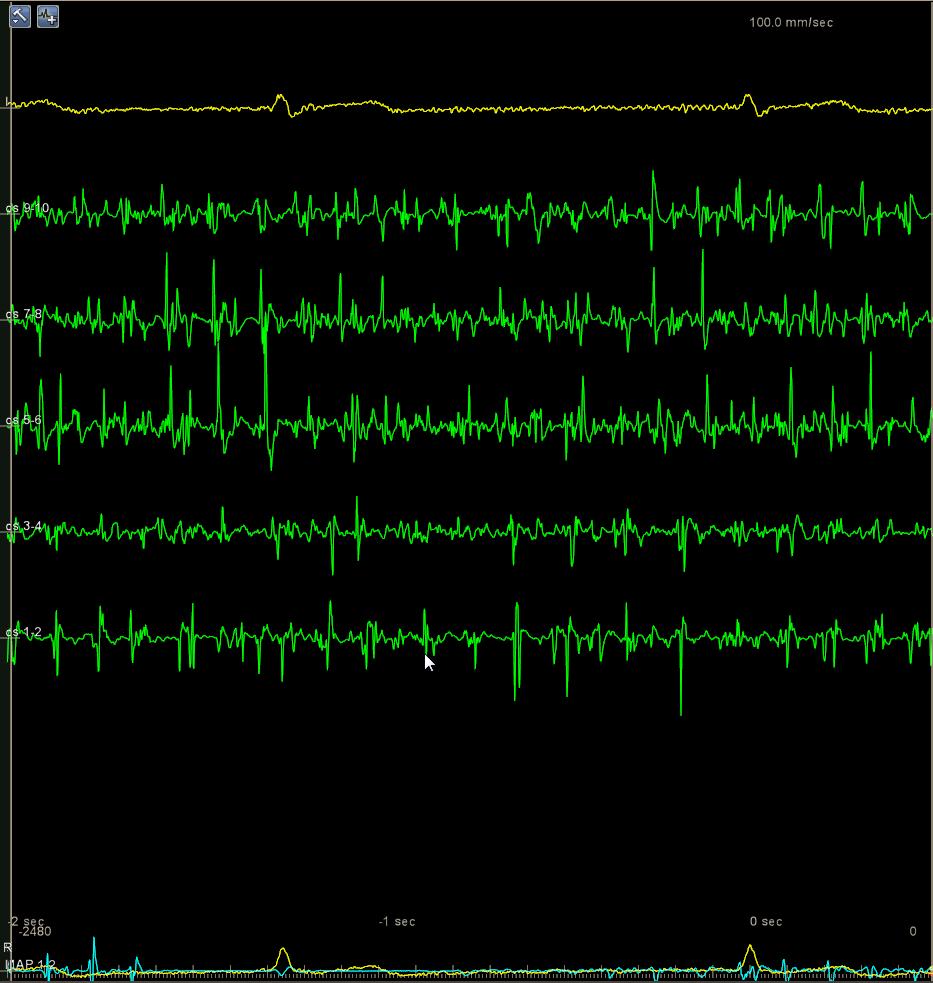 100.0 mm/sec
I
cs 9-10
cs 7-8
cs 5-6
cs 3-4
cs 1-2
-2 sec
-1 sec
0 sec
-2480
0
R
MAP 1-2